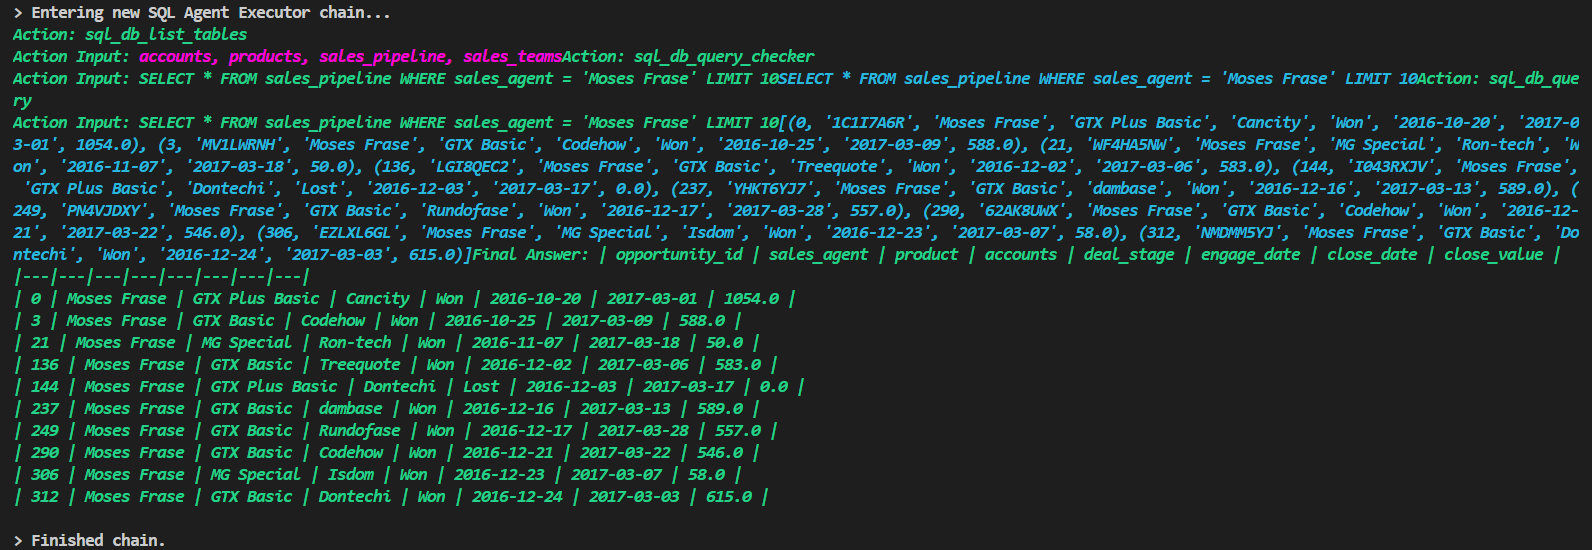 > Entering new SQL Agent Executor chain...
Action: sql_db_list_tables
Action Input: accounts, products, sales_pipeline, sales_teamsAction: sql_db_query_checker
Action Input: SELECT * FROM sales_pipeline WHERE sales_agent = 'Moses Frase' LIMIT 10SELECT * FROM sales_pipeline WHERE sales_agent = 'Moses Frase' LIMIT 10Action: sql_db_que
ry
Action Input: SELECT * FROM sales_pipeline WHERE sales_agent = 'Moses Frase' LIMIT 10[(0, '1C1I7A6R', 'Moses Frase', 'GTX Plus Basic', 'Cancity', 'Won', '2016-10-20', '2017-0
3-01', 1054.0), (3, 'MV1LWRNH', 'Moses Frase', 'GTX Basic', 'Codehow', 'Won', '2016-10-25', '2017-03-09', 588.0), (21, 'WF4HA5NW', 'Moses Frase', 'MG Special', 'Ron-tech', 'W
on', '2016-11-07', '2017-03-18', 50.0), (136, 'LGI8QEC2', 'Moses Frase', 'GTX Basic', 'Treequote', 'Won', '2016-12-02', '2017-03-06', 583.0), (144, 'I043RXJV', 'Moses Frase',
 'GTX Plus Basic', 'Dontechi', 'Lost', '2016-12-03', '2017-03-17', 0.0), (237, 'YHKT6YJ7', 'Moses Frase', 'GTX Basic', 'dambase', 'Won', '2016-12-16', '2017-03-13', 589.0), (
249, 'PN4VJDXY', 'Moses Frase', 'GTX Basic', 'Rundofase', 'Won', '2016-12-17', '2017-03-28', 557.0), (290, '62AK8UWX', 'Moses Frase', 'GTX Basic', 'Codehow', 'Won', '2016-12-
21', '2017-03-22', 546.0), (306, 'EZLXL6GL', 'Moses Frase', 'MG Special', 'Isdom', 'Won', '2016-12-23', '2017-03-07', 58.0), (312, 'NMDMM5YJ', 'Moses Frase', 'GTX Basic', 'Do
ntechi', 'Won', '2016-12-24', '2017-03-03', 615.0)]Final Answer: | opportunity_id | sales_agent | product | accounts | deal_stage | engage_date | close_date | close_value |
|---|---|---|---|---|---|---|---|
| 0 | Moses Frase | GTX Plus Basic | Cancity | Won | 2016-10-20 | 2017-03-01 | 1054.0 |
| 3 | Moses Frase | GTX Basic | Codehow | Won | 2016-10-25 | 2017-03-09 | 588.0 |
| 21 | Moses Frase | MG Special | Ron-tech | Won | 2016-11-07 | 2017-03-18 | 50.0 |
| 136 | Moses Frase | GTX Basic | Treequote | Won | 2016-12-02 | 2017-03-06 | 583.0 |
| 144 | Moses Frase | GTX Plus Basic | Dontechi | Lost | 2016-12-03 | 2017-03-17 | 0.0 |
| 237 | Moses Frase | GTX Basic | dambase | Won | 2016-12-16 | 2017-03-13 | 589.0 |
| 249 | Moses Frase | GTX Basic | Rundofase | Won | 2016-12-17 | 2017-03-28 | 557.0 |
| 290 | Moses Frase | GTX Basic | Codehow | Won | 2016-12-21 | 2017-03-22 | 546.0 |
| 306 | Moses Frase | MG Special | Isdom | Won | 2016-12-23 | 2017-03-07 | 58.0 |
| 312 | Moses Frase | GTX Basic | Dontechi | Won | 2016-12-24 | 2017-03-03 | 615.0 |
> Finished chain.